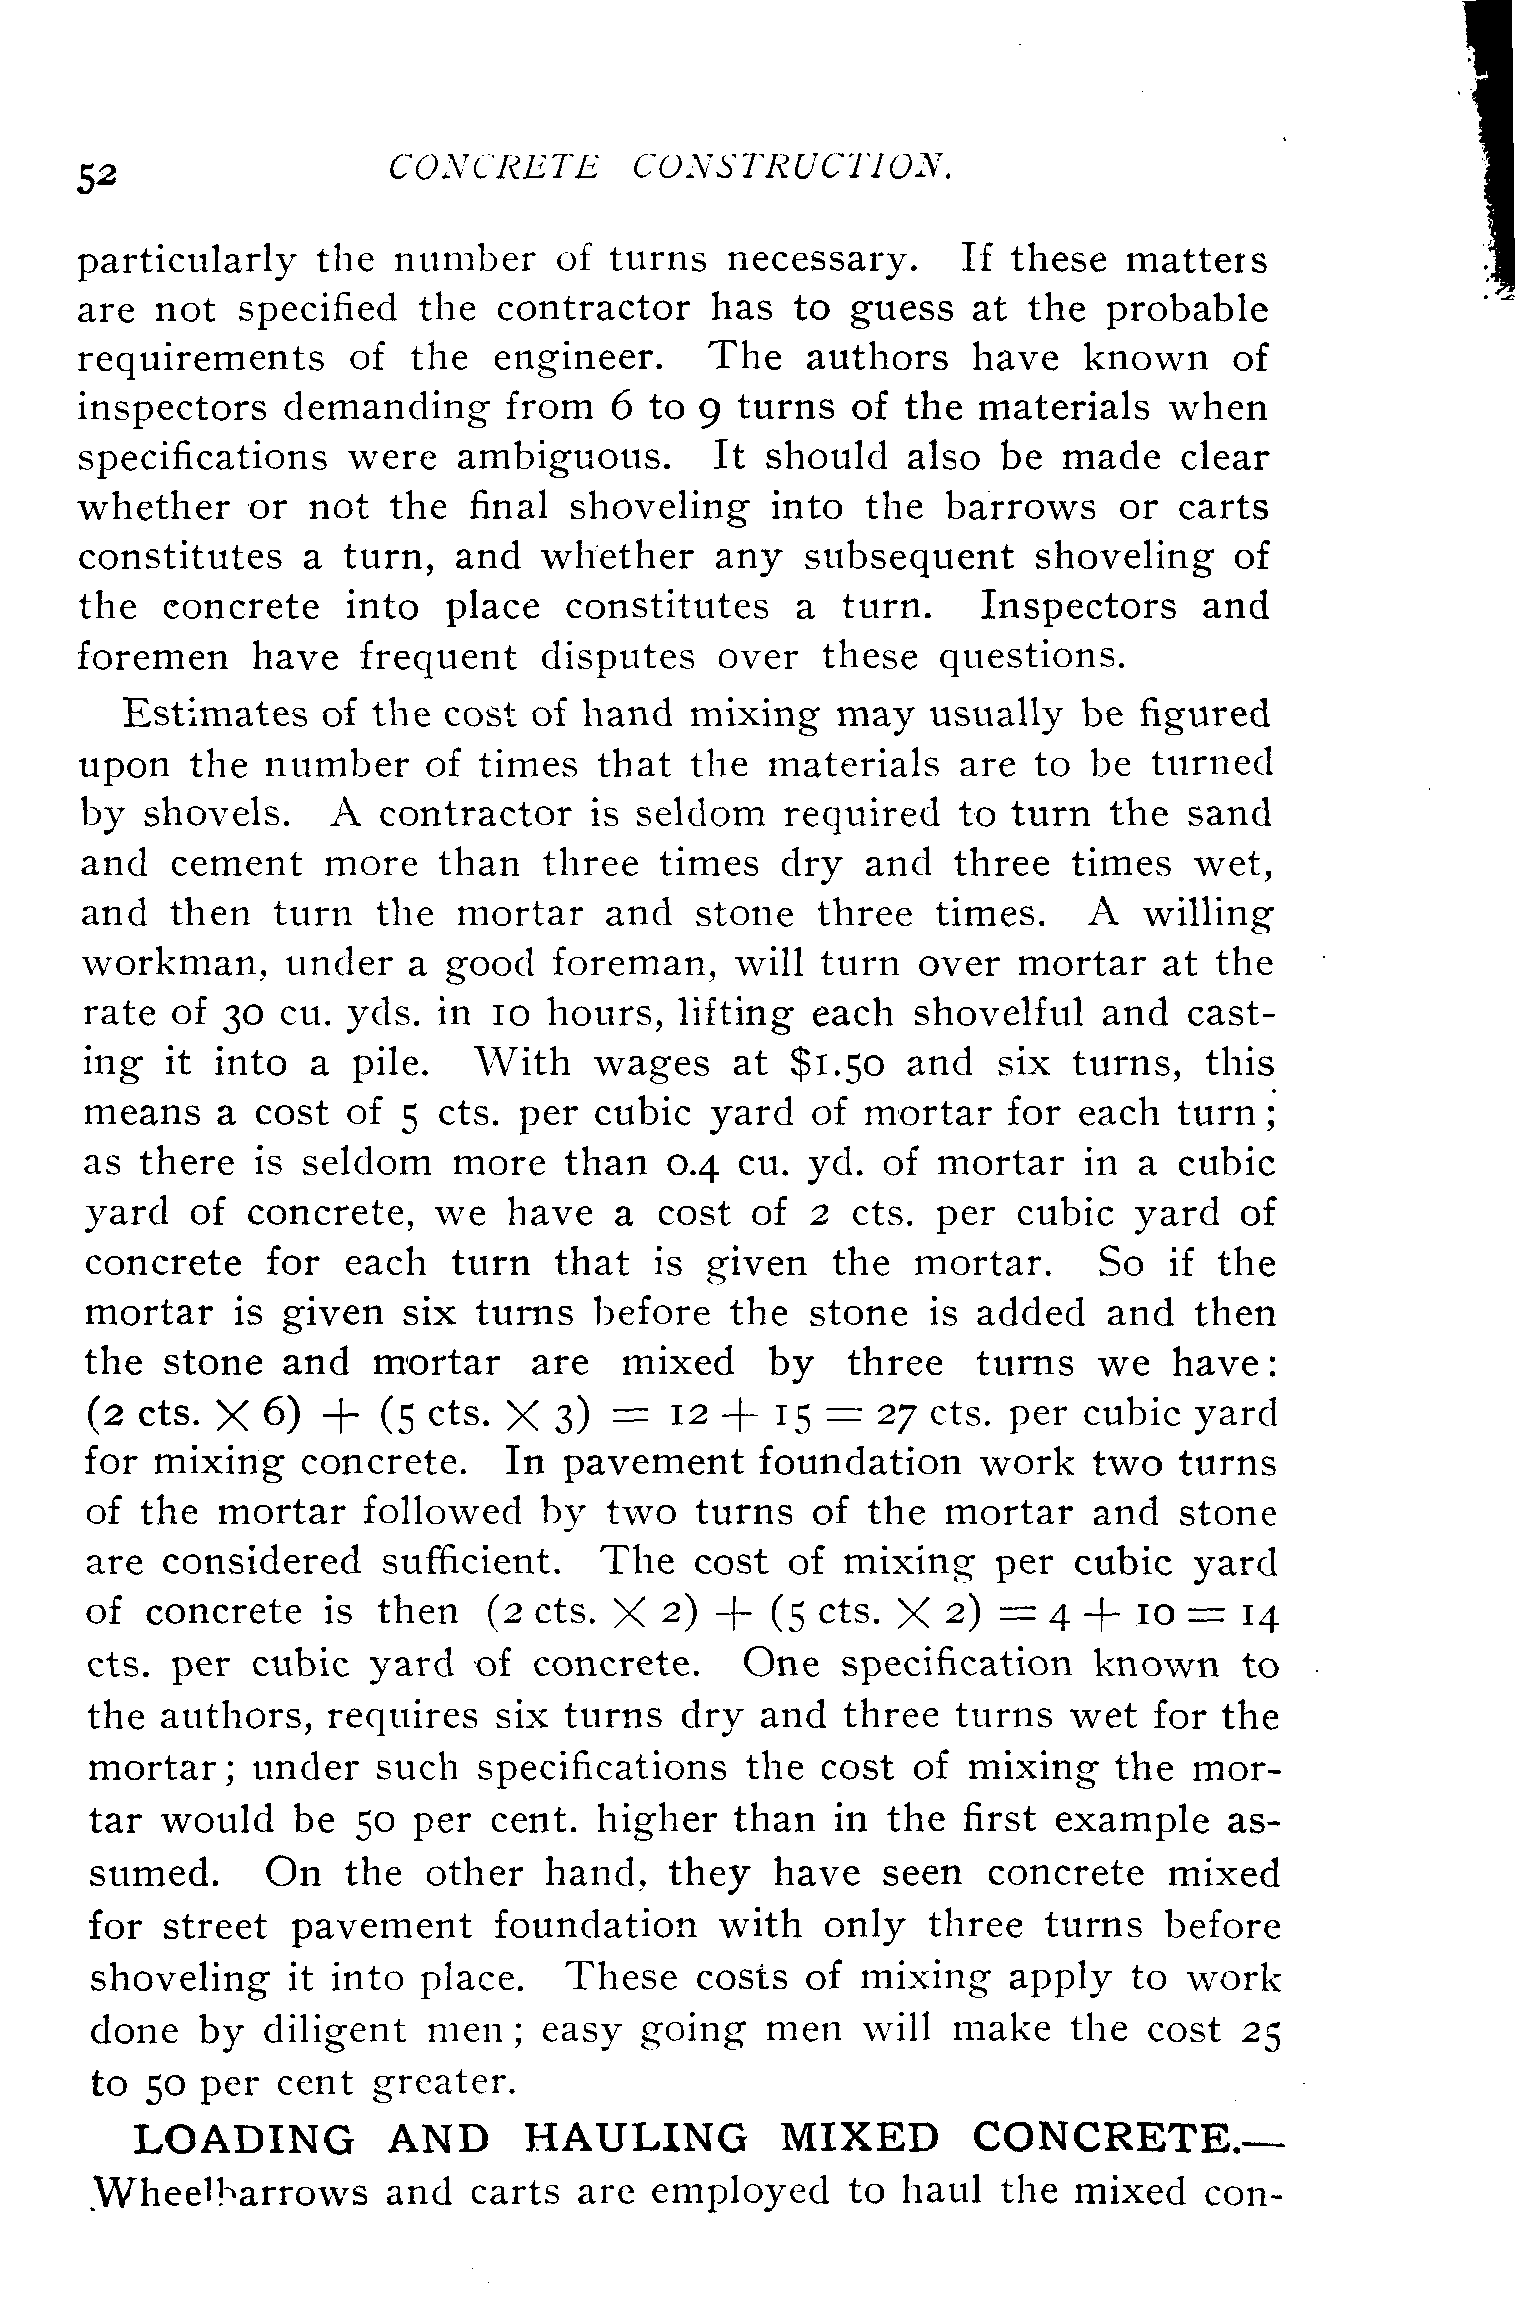 52 CONCRETE CONSTRUCTION.
particularly the number of turns necessary. If these matters
are not specified the contractor has to guess at the probable
requirements of the engineer. The authors have known of
inspectors demanding from 6 to 9 turns of the materials when
specifications were ambiguous. It should also be made clear
whether or not the final shoveling into the barrows or carts
constitutes a turn, and whether any subsequent shoveling of
the concrete into place constitutes a turn. Inspectors and
foremen have frequent disputes over these questions.
Estimates of the cost of hand mixing may usually be figured
upon the number of times that the materials are to be turned
by shovels. A contractor is seldom required to turn the sand
and cement more than three times dry and three times wet,
and then turn the mortar and stone three times. A willing
workman, under a good foreman, will turn over mortar at the
rate of 30 cu. yds. in 10 hours, lifting each shovelful and cast-
ing it into a pile. With wages at $1.50 and six turns, this
means a cost of 5 cts. per cubic yard of mortar for each turn;
as there is seldom more than 0.4 cu. yd. of mortar in a cubic
yard of concrete, we have a cost of 2 cts. per cubic yard of
concrete for each turn that is given the mortar. So if the
mortar is given six turns before the stone is added and then
the stone and mortar are mixed by three turns we have:
(2 cts. × 6) + (5 cts. × 3) = 12 + 15 = 27 cts. per cubic yard
for mixing concrete. In pavement foundation work two turns
of the mortar followed by two turns of the mortar and stone
are considered sufficient. The cost of mixing per cubic yard
of concrete is then (2 cts. × 2) + (5 cts. × 2) = 4 + 10 = 14
cts. per cubic yard of concrete. One specification known to
the authors, requires six turns dry and three turns wet for the
mortar; under such specifications the cost of mixing the mor-
tar would be 50 per cent. higher than in the first example as-
sumed. On the other hand, they have seen concrete mixed
for street pavement foundation with only three turns before
shoveling it into place. These costs of mixing apply to work
done by diligent men; easy going men will make the cost 25
to 50 per cent greater.
LOADING AND HAULING MIXED CONCRETE.—
Wheelbarrows and carts are employed to haul the mixed con-